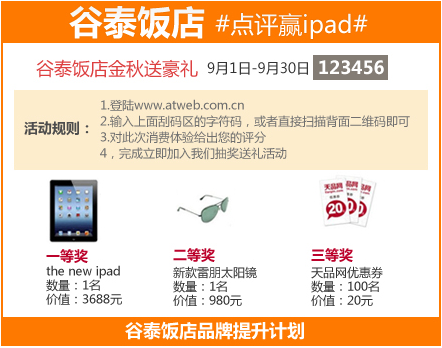 谷泰饭店 #点评赢ipad#
谷泰饭店金秋送豪礼 9月1日-9月30日 123456
活动规则：
1.登陆www.atweb.com.cn
2.输入上面刮码区的字符码，或者直接扫描背面二维码即可
3.对此次消费体验给出您的评分
4，完成立即加入我们抽奖送礼活动
天品网 天品网
20
一等奖
the new ipad
数量：1名
价值：3688元
二等奖
新款雷朋太阳镜
数量：1名
价值：980元
三等奖
天品网优惠券
数量：100名
价值：20元
谷泰饭店品牌提升计划